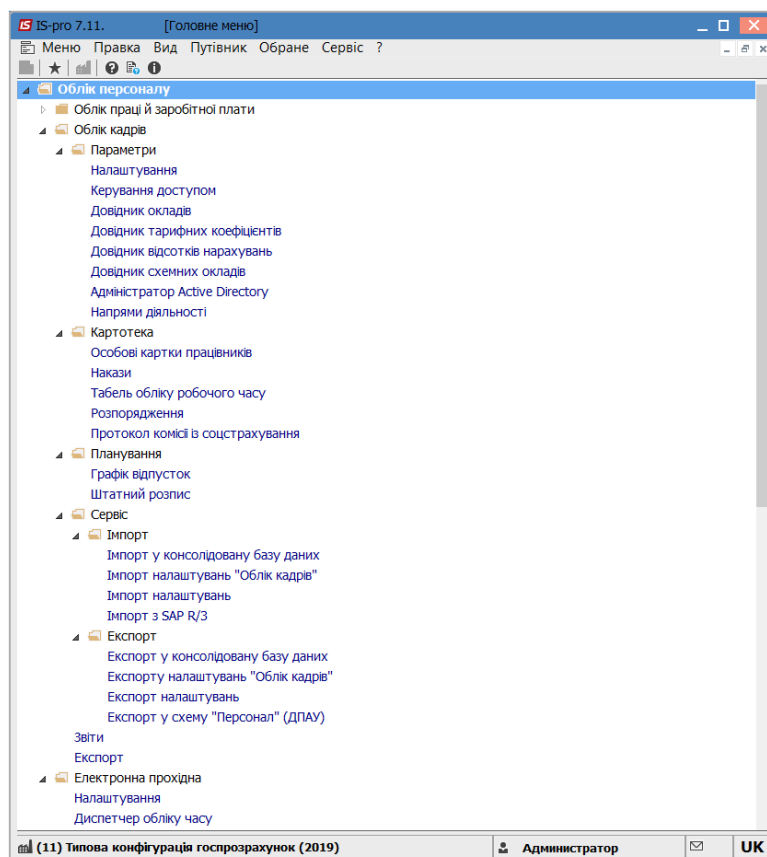 IS IS-pro 7.11. [Головне меню]
Меню Правка Вид Путівник Обране Сервіс ?
Облік персоналу
Облік праці й заробітної плати
Облік кадрів
Параметри
Налаштування
Керування доступом
Довідник окладів
Довідник тарифних коефіцієнтів
Довідник відсотків нарахувань
Довідник схемних окладів
Адміністратор Active Directory
Напрями діяльності
Картотека
Особові картки працівників
Накази
Табель обліку робочого часу
Розпорядження
Протокол комісії із соцстрахування
Планування
Графік відпусток
Штатний розпис
Сервіс
Імпорт
Імпорт у консолідовану базу даних
Імпорт налаштувань "Облік кадрів"
Імпорт налаштувань
Імпорт з SAP R/3
Експорт
Експорт у консолідовану базу даних
Експорту налаштувань "Облік кадрів"
Експорт налаштувань
Експорт у схему "Персонал" (ДПАУ)
Звіти
Експорт
Електронна прохідна
Налаштування
Диспетчер обліку часу
(11) Типова конфігурація госпрозрахунок (2019) Администратор UK